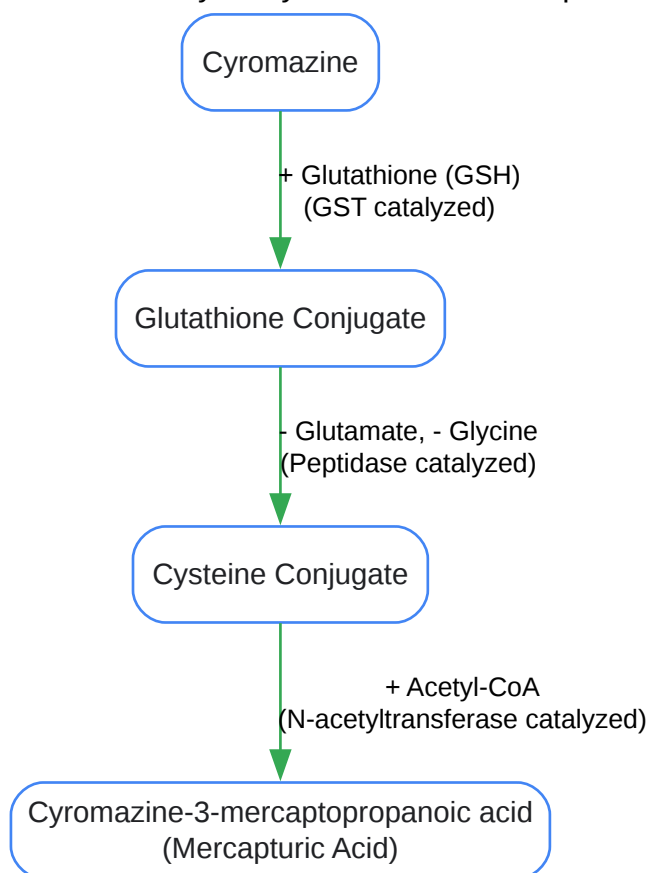 Cyromazine
+ Glutathione (GSH)
(GST catalyzed)
Glutathione Conjugate
- Glutamate, - Glycine
(Peptidase catalyzed)
Cysteine Conjugate
+ Acetyl-CoA
(N-acetyltransferase catalyzed)
Cyromazine-3-mercaptopropanoic acid
(Mercapturic Acid)